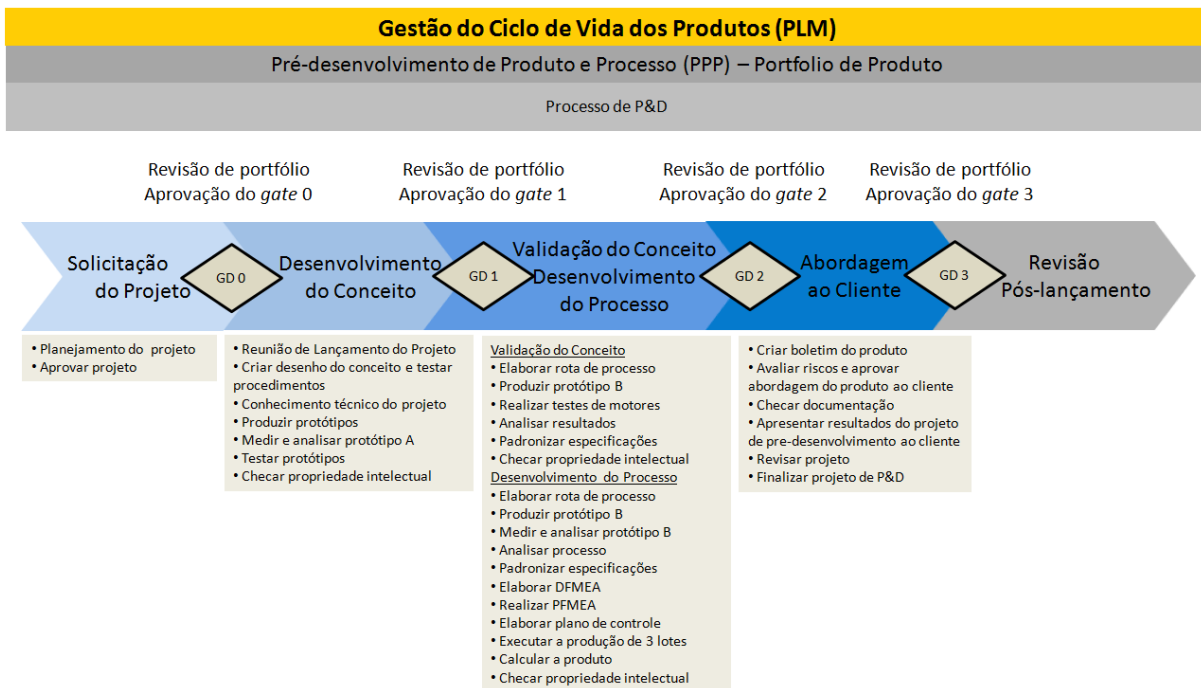 Gestão do Ciclo de Vida dos Produtos (PLM)
Pré-desenvolvimento de Produto e Processo (PPP) – Portfolio de Produto
Processo de P&D
Revisão de portfólio
Aprovação do gate 0
Revisão de portfólio
Aprovação do gate 1
Revisão de portfólio
Aprovação do gate 2
Revisão de portfólio
Aprovação do gate 3
Solicitação
do Projeto
GD 0
Desenvolvimento
do Conceito
GD 1
Validação do Conceito
Desenvolvimento
do Processo
GD 2
Abordagem
ao Cliente
GD 3
Revisão
Pós-lançamento
• Planejamento do projeto
• Aprovar projeto
• Reunião de Lançamento do Projeto
• Criar desenho do conceito e testar
procedimentos
• Conhecimento técnico do projeto
• Produzir protótipos
• Medir e analisar protótipo A
• Testar protótipos
• Checar propriedade intelectual
Validação do Conceito
• Elaborar rota de processo
• Produzir protótipo B
• Realizar testes de motores
• Analisar resultados
• Padronizar especificações
• Checar propriedade intelectual
Desenvolvimento do Processo
• Elaborar rota de processo
• Produzir protótipo B
• Medir e analisar protótipo B
• Analisar processo
• Padronizar especificações
• Elaborar DFMEA
• Realizar PFMEA
• Elaborar plano de controle
• Executar a produção de 3 lotes
• Calcular a produto
• Checar propriedade intelectual
• Criar boletim do produto
• Avaliar riscos e aprovar
abordagem do produto ao cliente
• Checar documentação
• Apresentar resultados do projeto
de pre-desenvolvimento ao cliente
• Revisar projeto
• Finalizar projeto de P&D